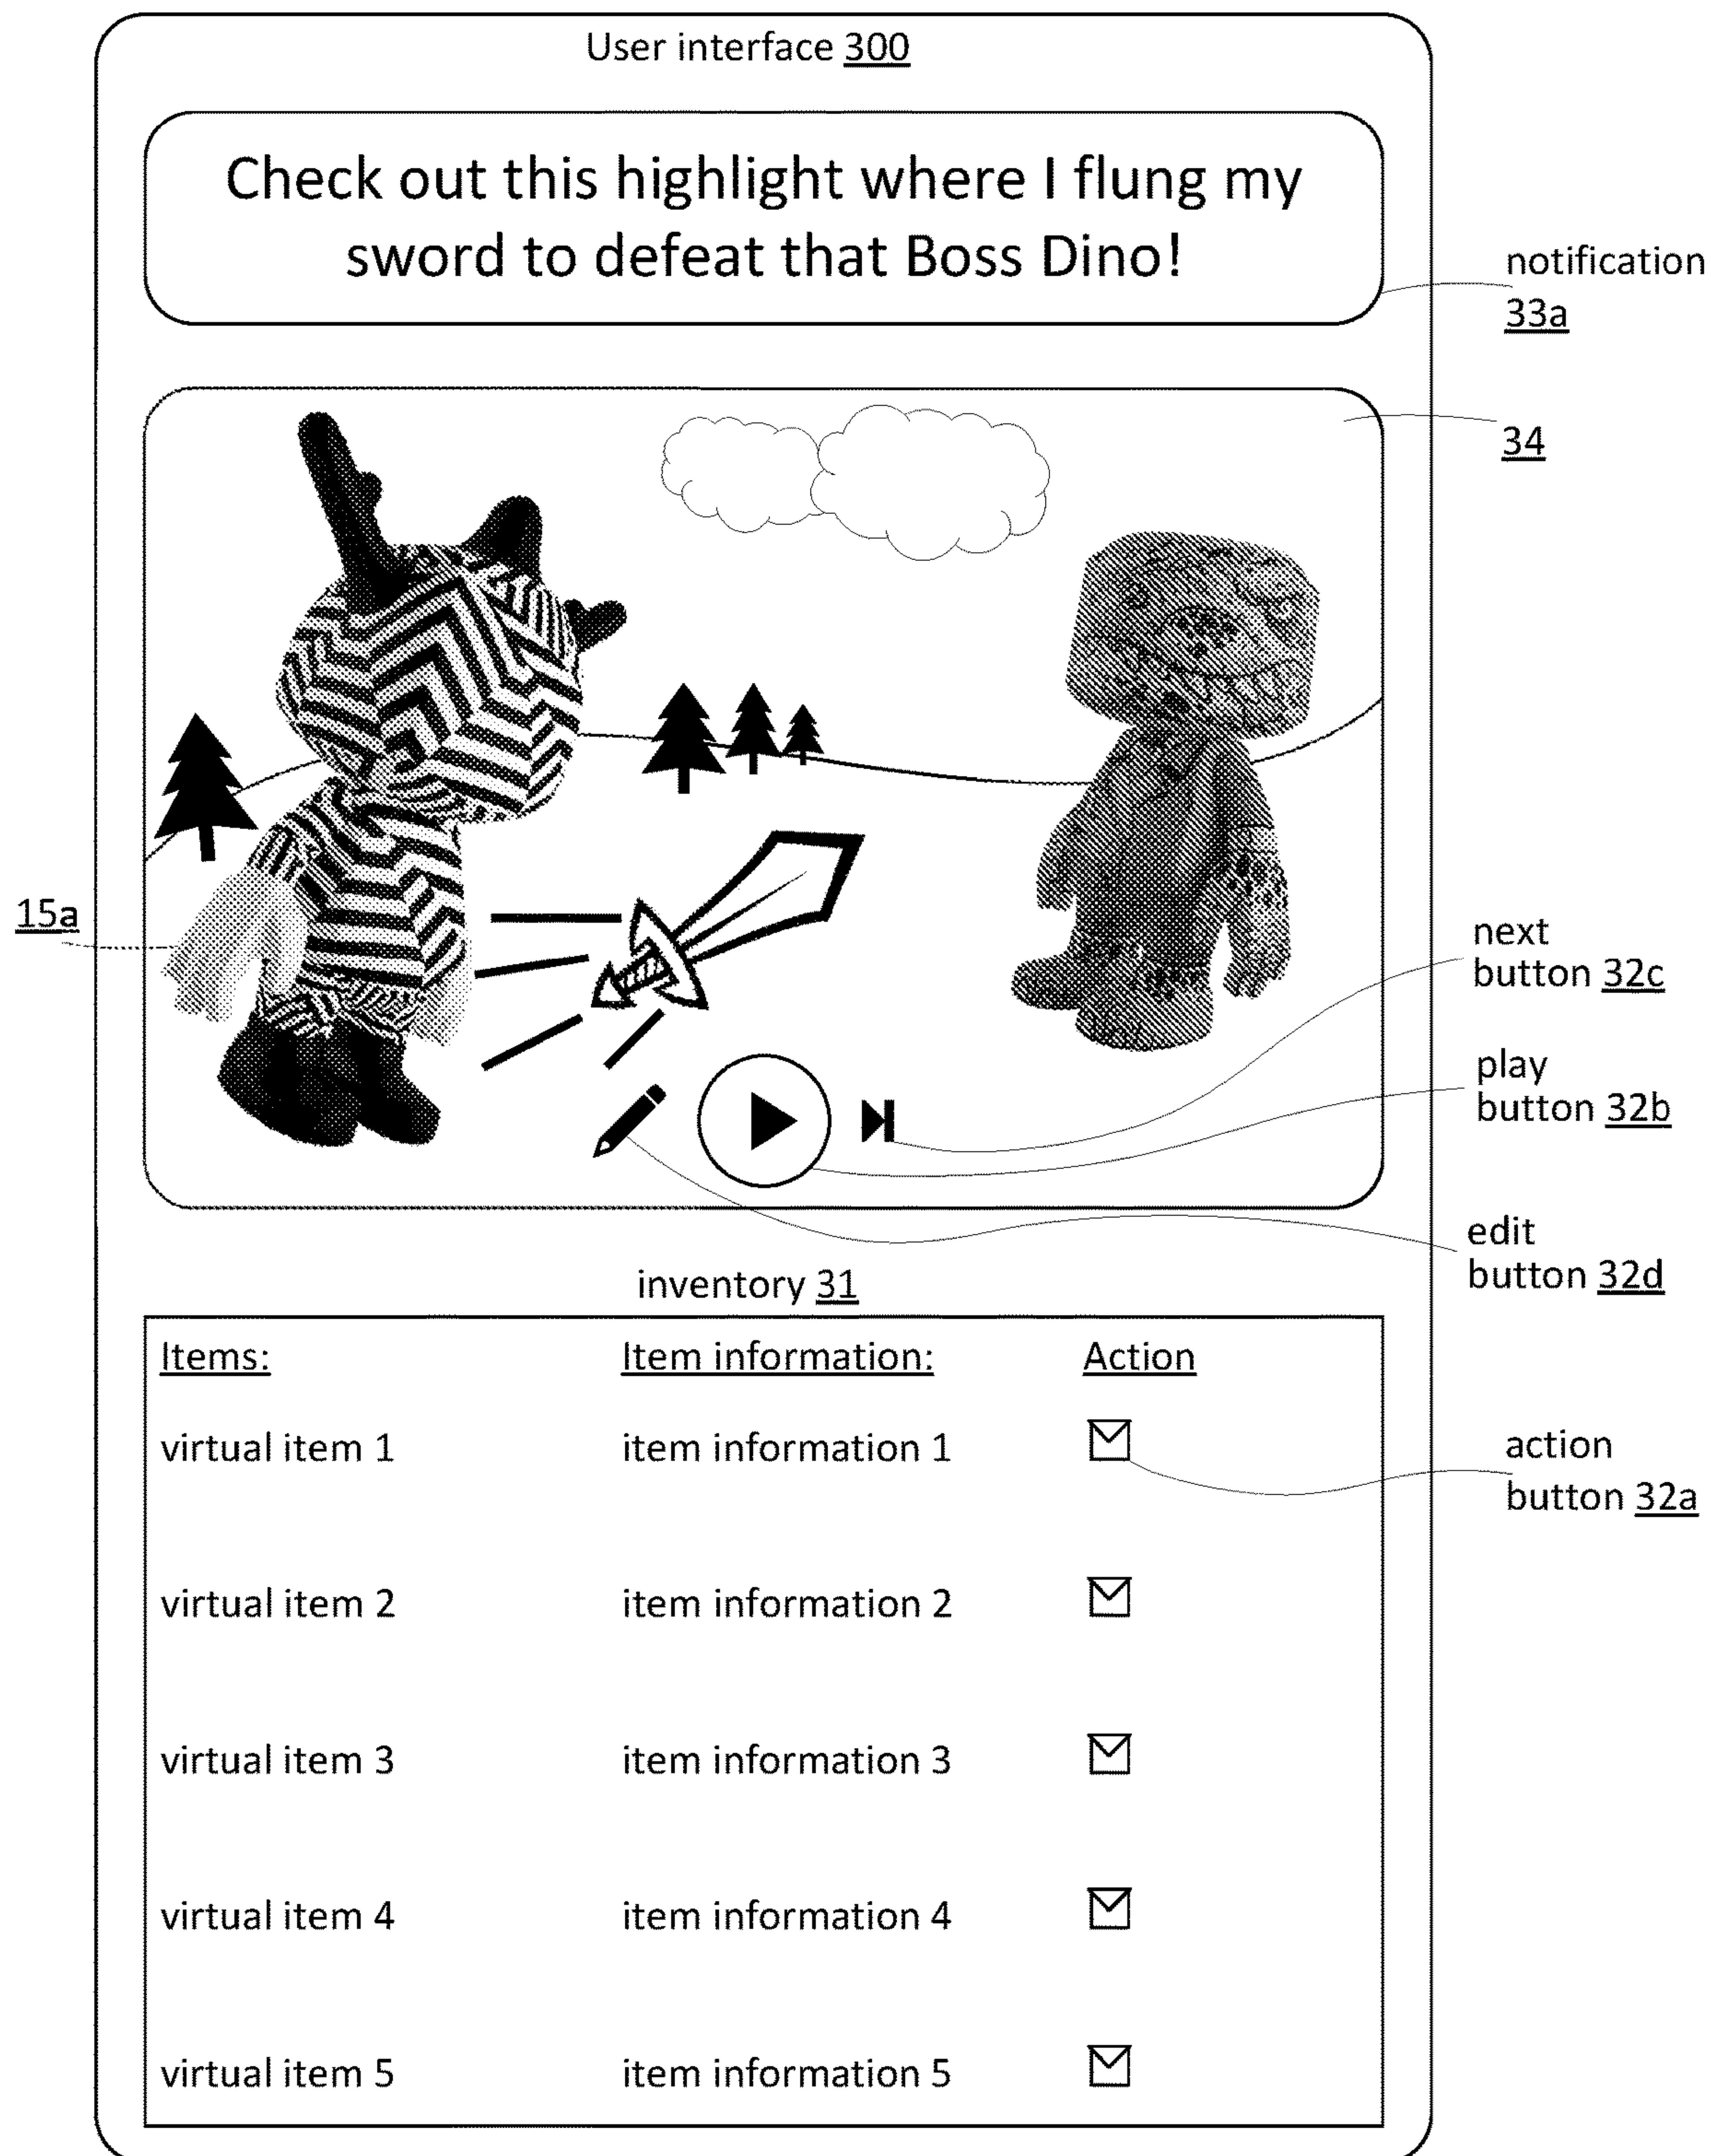 User interface 300
Check out this highlight where I flung my
sword to defeat that Boss Dino!
notification
33a
34
15a
next
button 32c
play
button 32b
edit
button 32d
inventory 31
Items: Item information: Action
virtual item 1 item information 1
action
button 32a
virtual item 2 item information 2
virtual item 3 item information 3
virtual item 4 item information 4
virtual item 5 item information 5